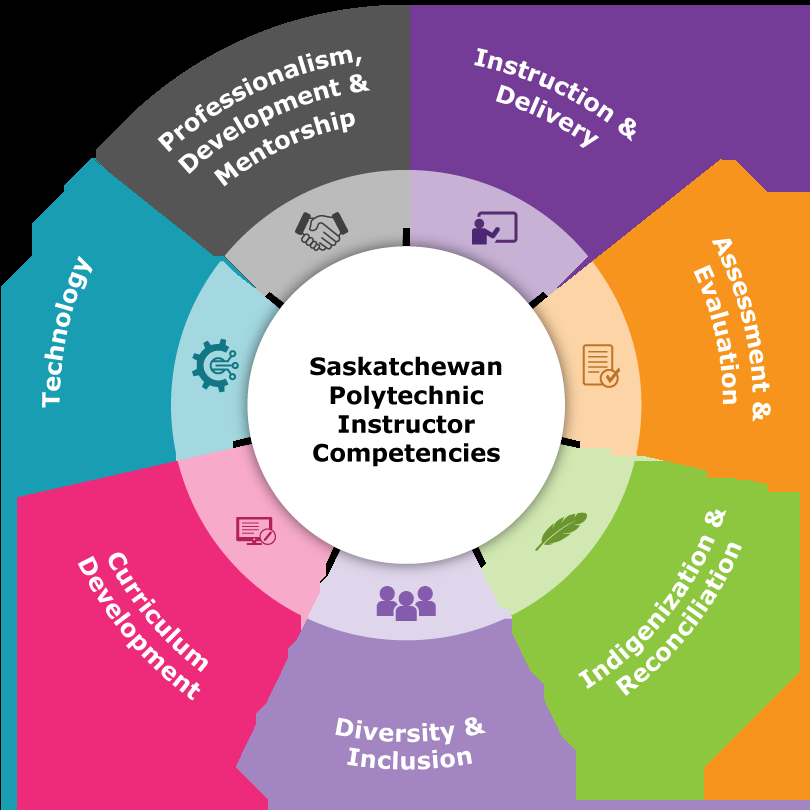 Saskatchewan
Polytechnic
Instructor
Competencies
Instruction &
Delivery
Assessment &
Evaluation
Indigenization &
Reconciliation
Diversity &
Inclusion
Curriculum
Development
Technology
Professionalism,
Development &
Mentorship